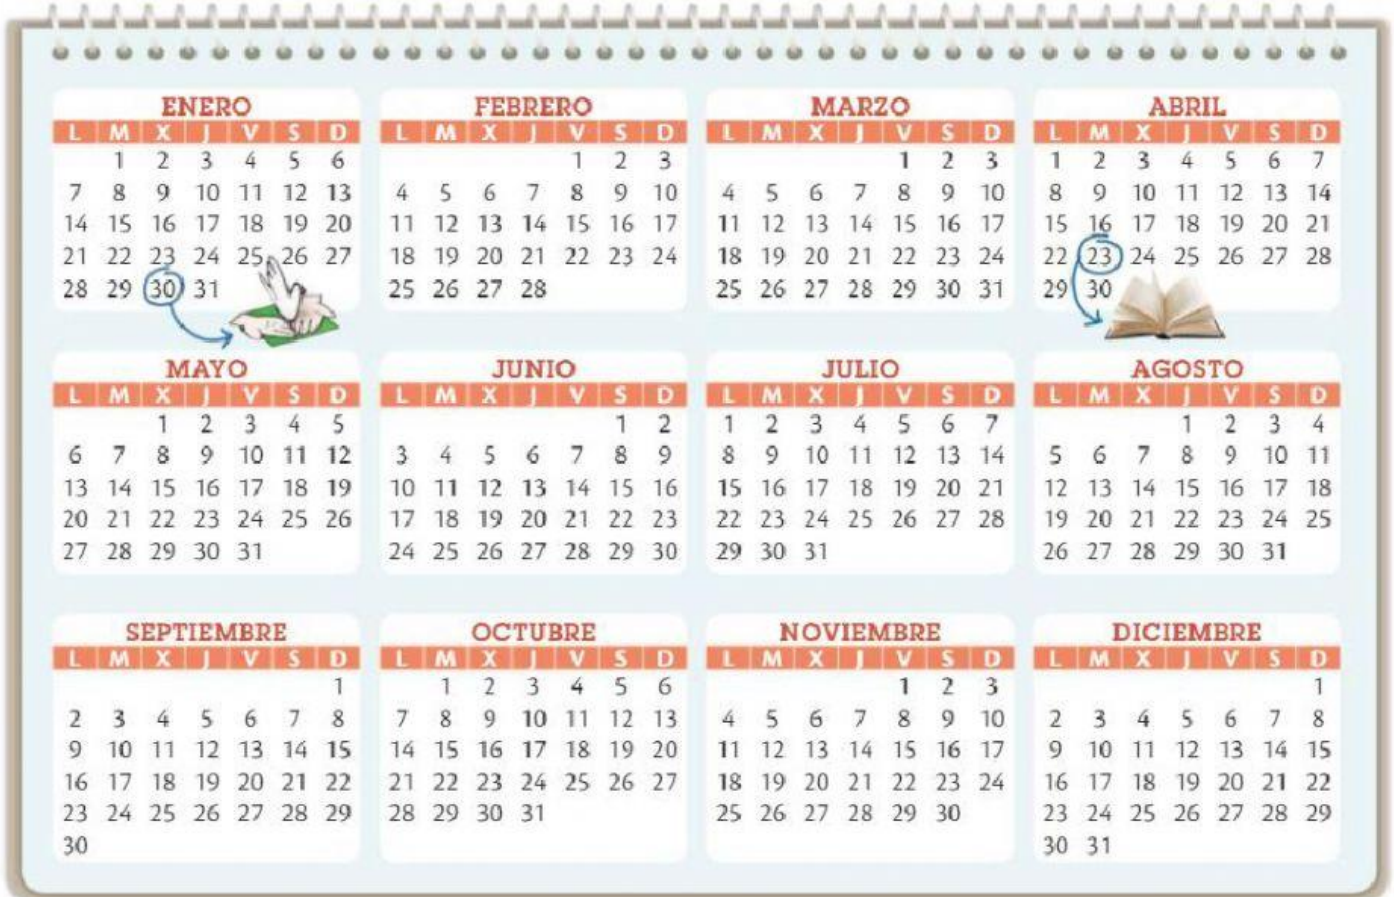 ENERO
L M X J V S D
1 2 3 4 5 6
7 8 9 10 11 12 13
14 15 16 17 18 19 20
21 22 23 24 25 26 27
28 29 30 31
FEBRERO
L M X J V S D
1 2 3
4 5 6 7 8 9 10
11 12 13 14 15 16 17
18 19 20 21 22 23 24
25 26 27 28
MARZO
L M X J V S D
1 2 3
4 5 6 7 8 9 10
11 12 13 14 15 16 17
18 19 20 21 22 23 24
25 26 27 28 29 30 31
ABRIL
L M X J V S D
1 2 3 4 5 6 7
8 9 10 11 12 13 14
15 16 17 18 19 20 21
22 23 24 25 26 27 28
29 30
MAYO
L M X J V S D
1 2 3 4 5
6 7 8 9 10 11 12
13 14 15 16 17 18 19
20 21 22 23 24 25 26
27 28 29 30 31
JUNIO
L M X J V S D
1 2
3 4 5 6 7 8 9
10 11 12 13 14 15 16
17 18 19 20 21 22 23
24 25 26 27 28 29 30
JULIO
L M X J V S D
1 2 3 4 5 6 7
8 9 10 11 12 13 14
15 16 17 18 19 20 21
22 23 24 25 26 27 28
29 30 31
AGOSTO
L M X J V S D
1 2 3 4
5 6 7 8 9 10 11
12 13 14 15 16 17 18
19 20 21 22 23 24 25
26 27 28 29 30 31
SEPTIEMBRE
L M X J V S D
1
2 3 4 5 6 7 8
9 10 11 12 13 14 15
16 17 18 19 20 21 22
23 24 25 26 27 28 29
30
OCTUBRE
L M X J V S D
1 2 3 4 5 6
7 8 9 10 11 12 13
14 15 16 17 18 19 20
21 22 23 24 25 26 27
28 29 30 31
NOVIEMBRE
L M X J V S D
1 2 3
4 5 6 7 8 9 10
11 12 13 14 15 16 17
18 19 20 21 22 23 24
25 26 27 28 29 30
DICIEMBRE
L M X J V S D
1
2 3 4 5 6 7 8
9 10 11 12 13 14 15
16 17 18 19 20 21 22
23 24 25 26 27 28 29
30 31